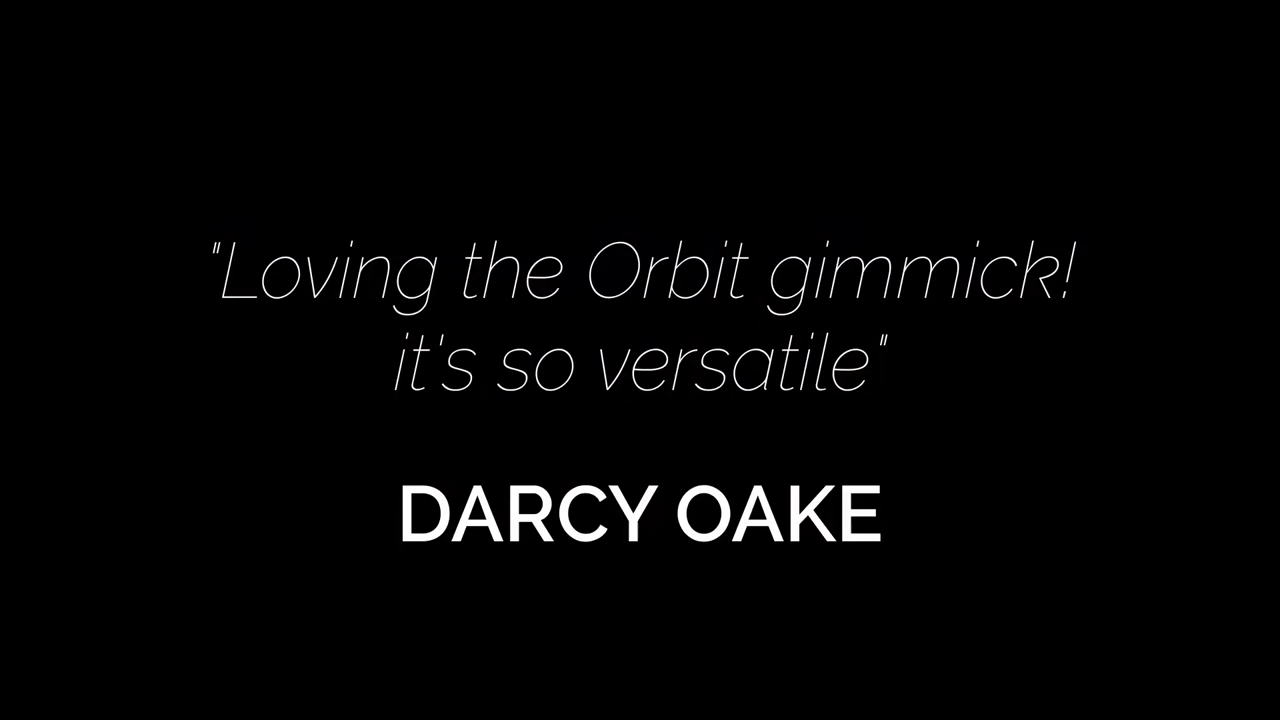 "Loving the Orbit gimmick!
it's so versatile"
DARCY OAKE